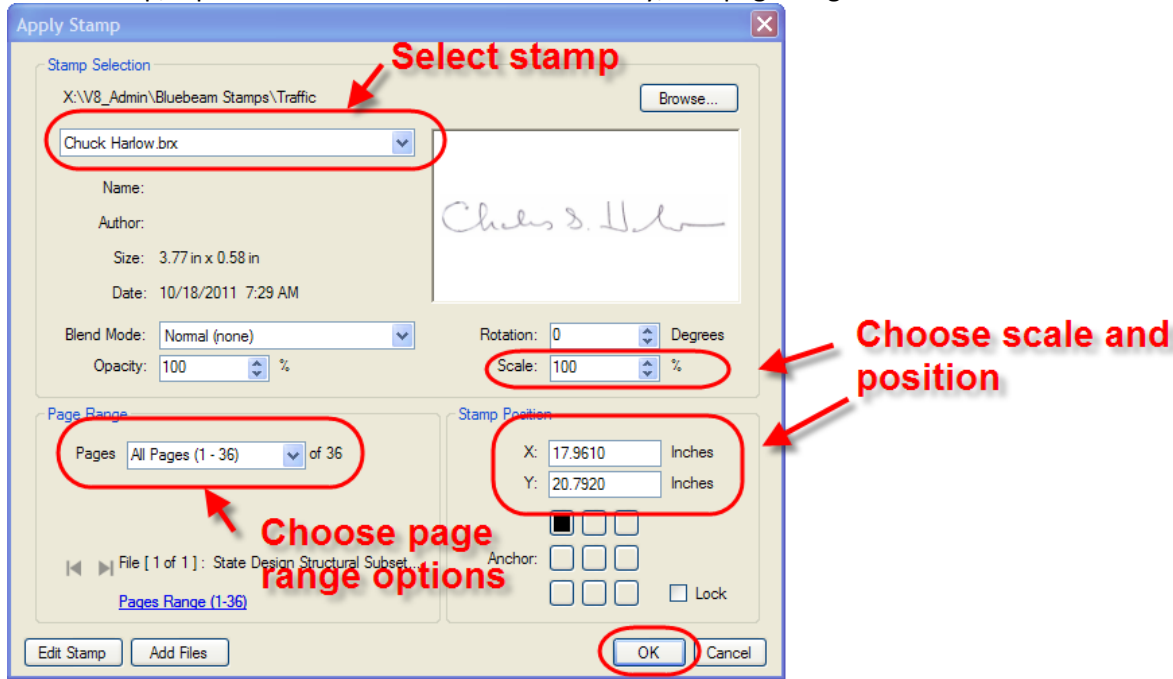 Apply Stamp
Select stamp
Stamp Selection
X:\V8_Admin\Bluebeam Stamps\Traffic
Browse...
Chuck Harlow.brx
Name:
Author:
Size: 3.77 in x 0.58 in
Date: 10/18/2011 7:29 AM
Blend Mode: Normal (none)
Opacity: 100 %
Rotation: 0 Degrees
Scale: 100 %
Choose scale and
position
Page Range
Pages All Pages (1 - 36) of 36
Choose page
range options
File [ 1 of 1 ] : State Design Structural Subset...
Pages Range (1-36)
Stamp Position
X: 17.9610 Inches
Y: 20.7920 Inches
Anchor:
Lock
Edit Stamp
Add Files
OK
Cancel